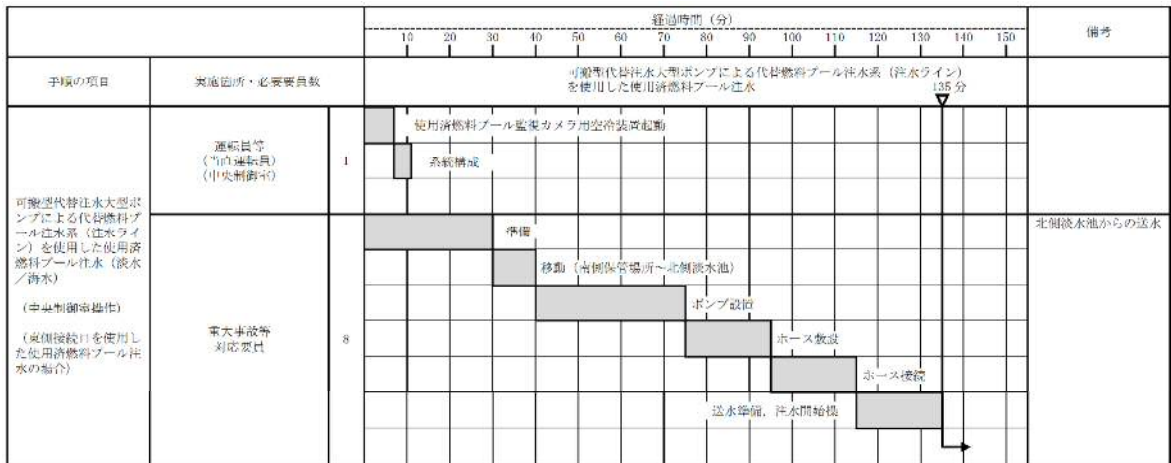 経過時間（分）
備考
10 20 30 40 50 60 70 80 90 100 110 120 130 140 150
手順の項目
実施箇所・必要要員数
可搬型代替注水大型ポンプによる代替燃料プール注水系（注水ライン）
を使用した使用済燃料プール注水
135分
使用済燃料プール監視カメラ用空冷装置起動
運転員等
（当直運転員）
（中央制御室）
1
系統構成
可搬型代替注水大型ポ
ンプによる代替燃料プ
ール注水系（注水ライ
ン）を使用した使用済
燃料プール注水（淡水
／海水）
（中央制御室操作）
（東側接続口を使用し
た使用済燃料プール注
水の場合）
重大事故等
対応要員
8
準備
移動（南側保管場所～北側淡水池）
ポンプ設置
ホース敷設
ホース接続
送水準備，注水開始操
北側淡水池からの送水